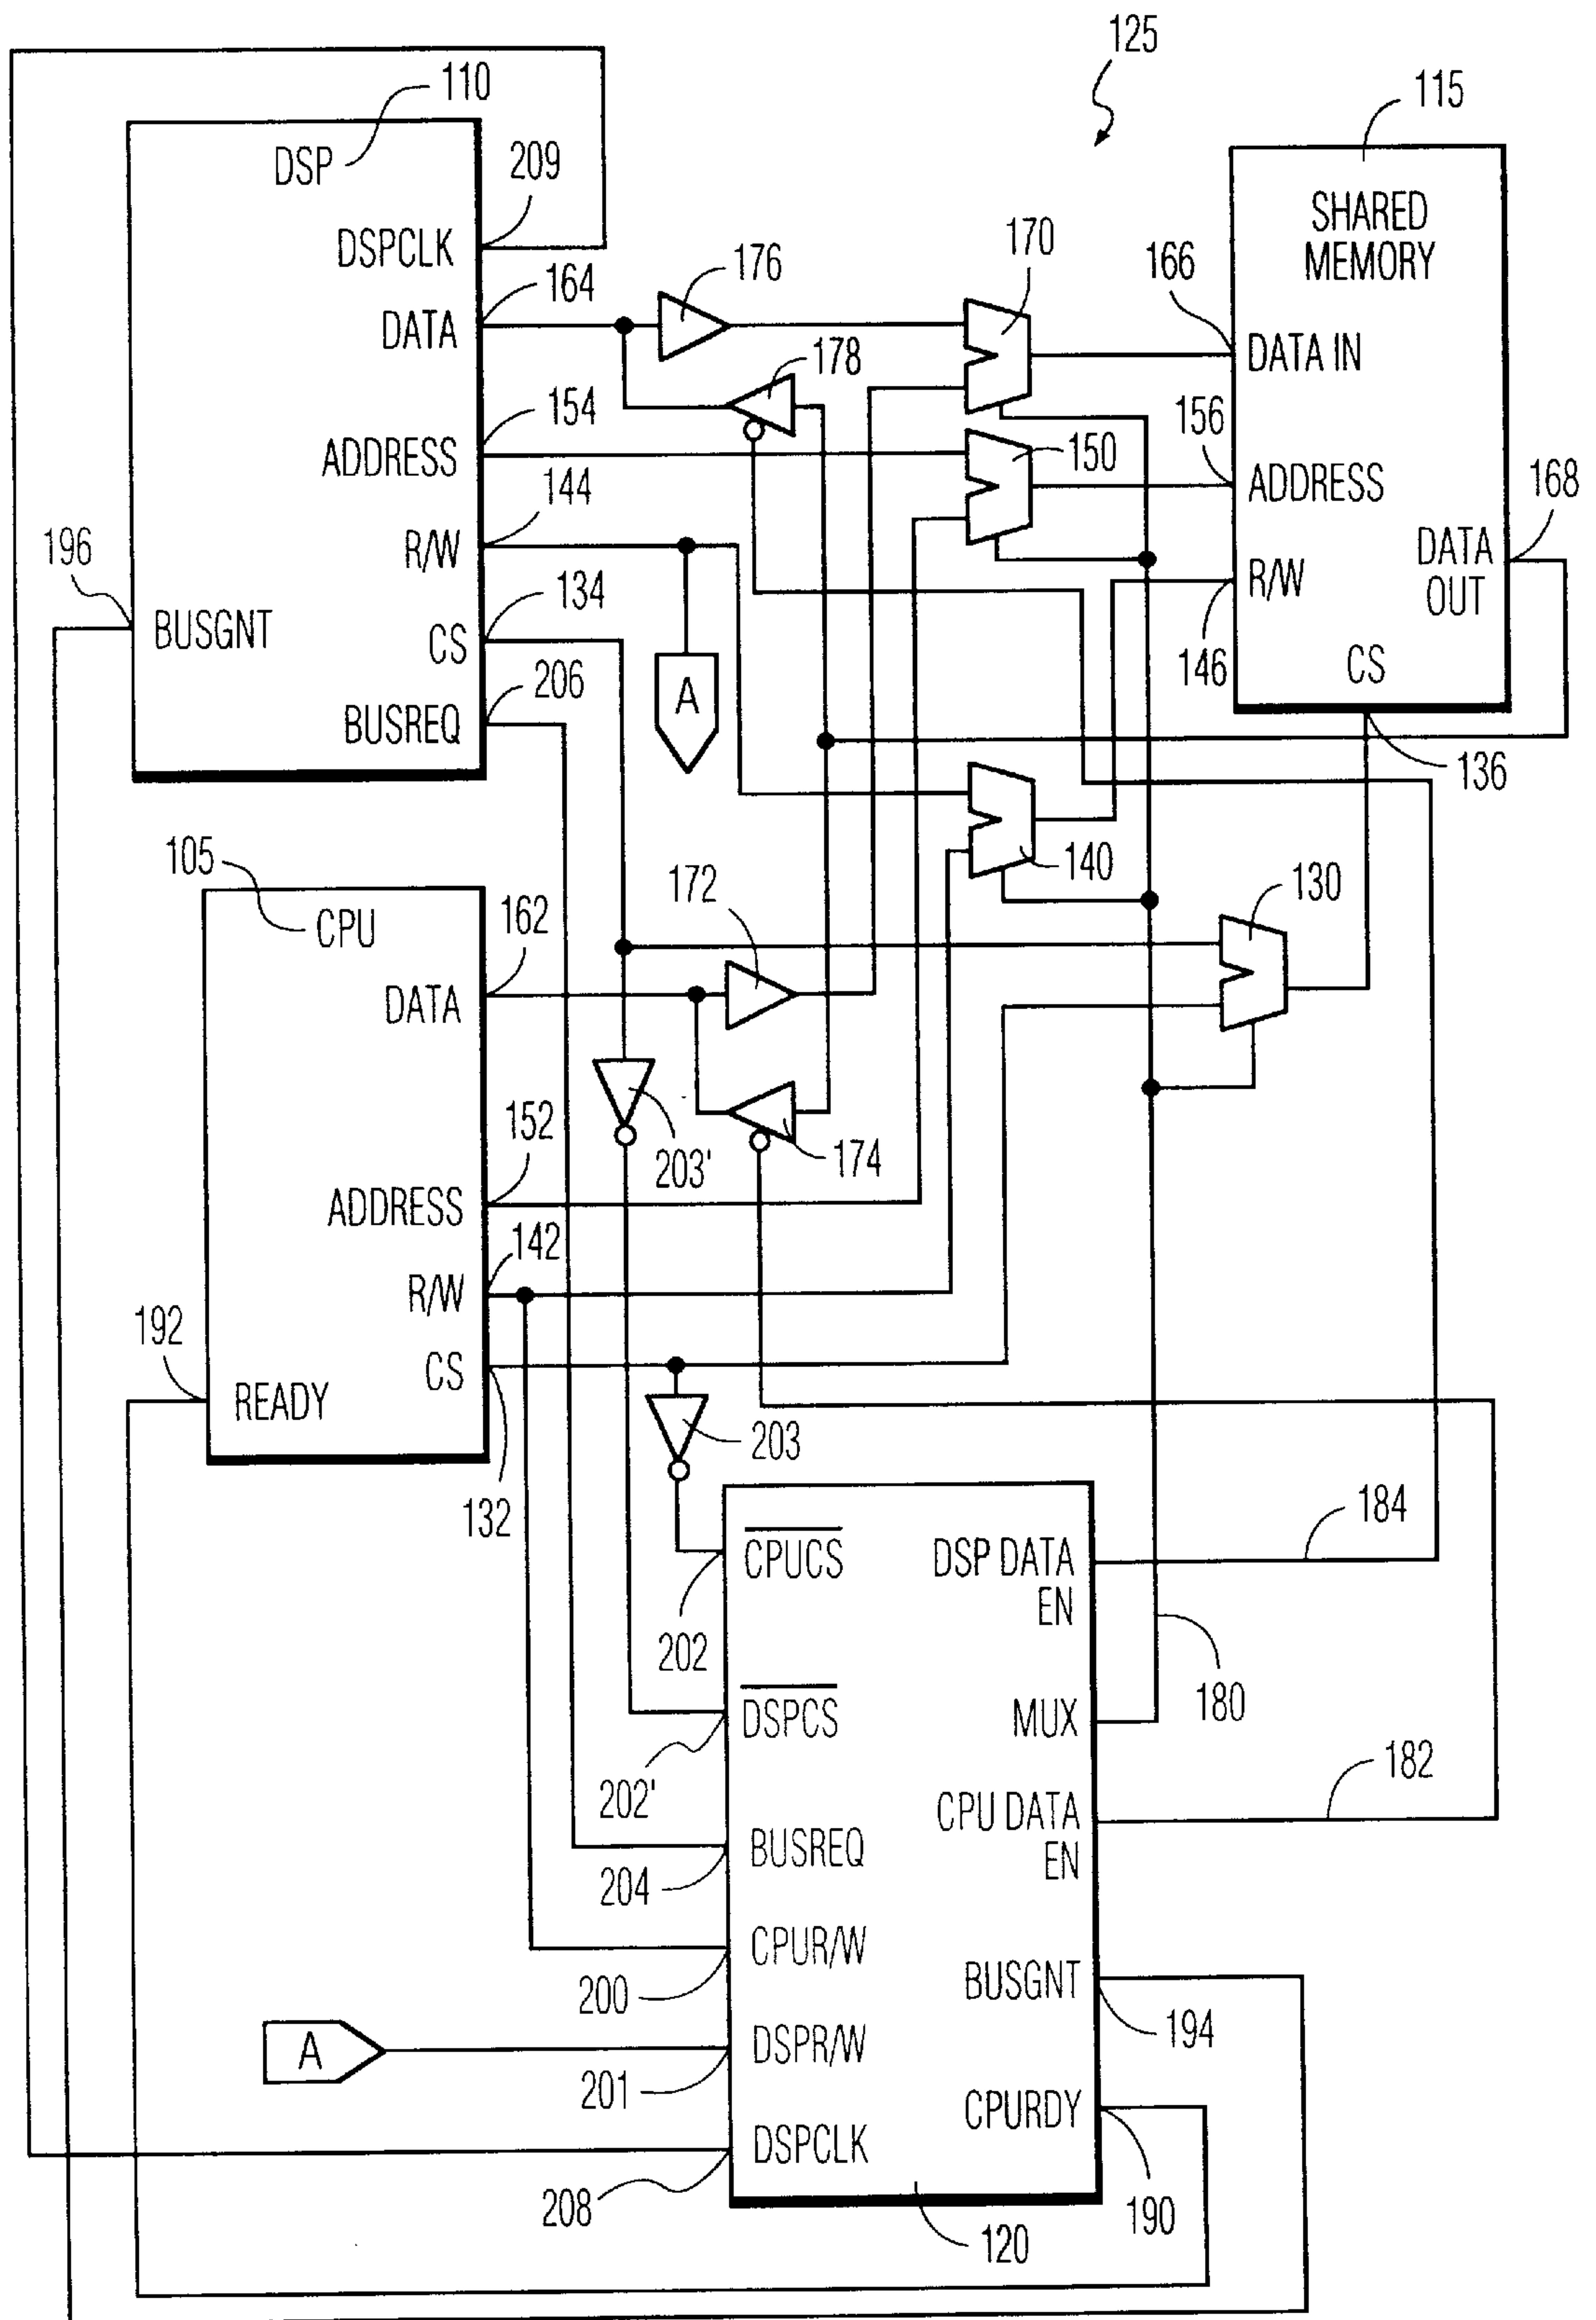 125
110
115
DSP
209
DSPCLK
SHARED
MEMORY
170
176
166
164
DATA
DATA IN
178
154
156
150
168
ADDRESS
ADDRESS
144
196
R/W
DATA
OUT
R/W
134
BUSGNT
CS
146
CS
206
A
BUSREQ
136
105
140
172
130
CPU
162
DATA
152
203'
174
ADDRESS
142
R/W
192
CS
READY
203
132
184
CPUCS
DSP DATA
EN
202
180
DSPCS
MUX
182
202'
CPU DATA
EN
BUSREQ
204
CPUR/W
200
BUSGNT
194
A
DSPR/W
201
CPURDY
DSPCLK
208
190
120